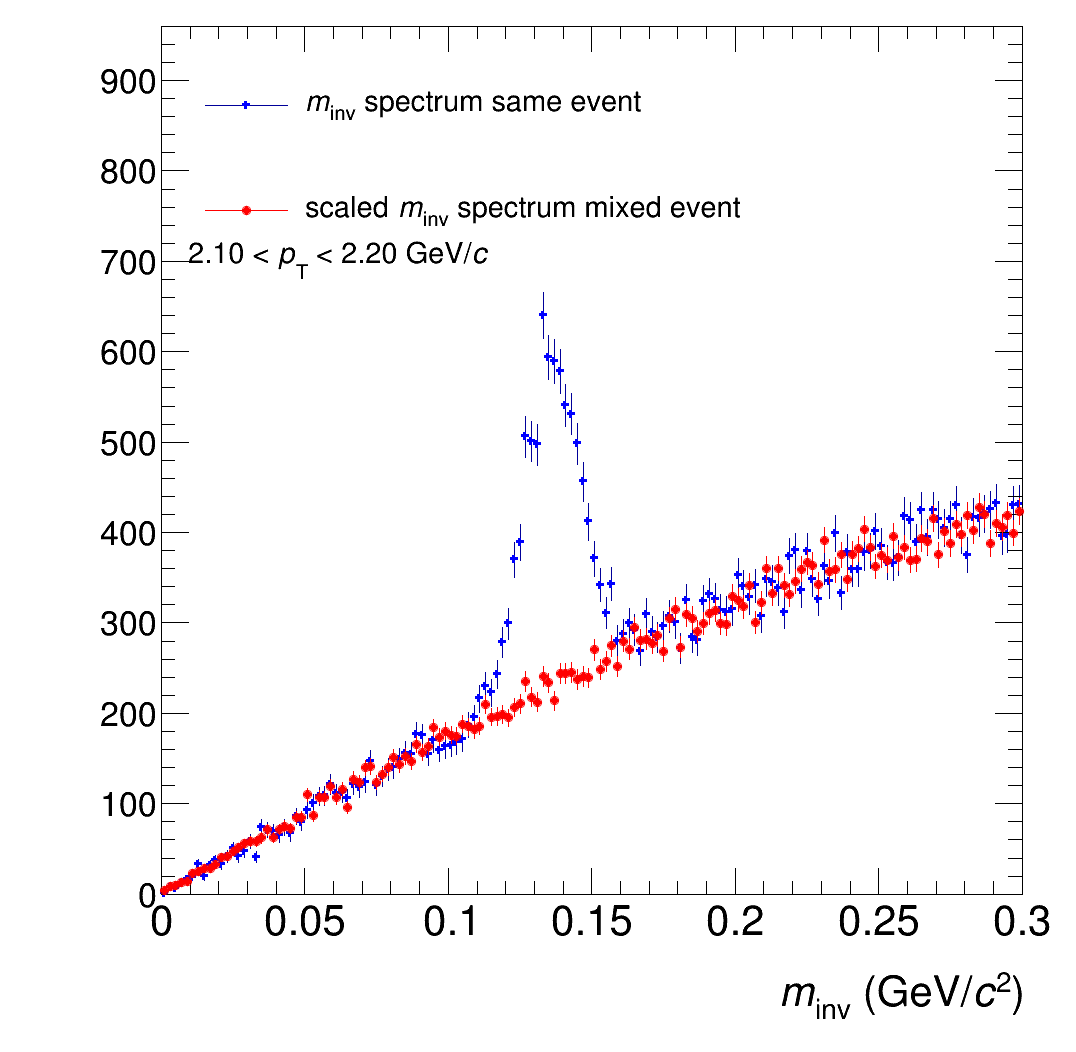 900
m_inv spectrum same event
800
scaled m_inv spectrum mixed event
700
2.10 < p_T < 2.20 GeV/c
600
500
400
300
200
100
0
0 0.05 0.1 0.15 0.2 0.25 0.3
m_inv (GeV/c²)